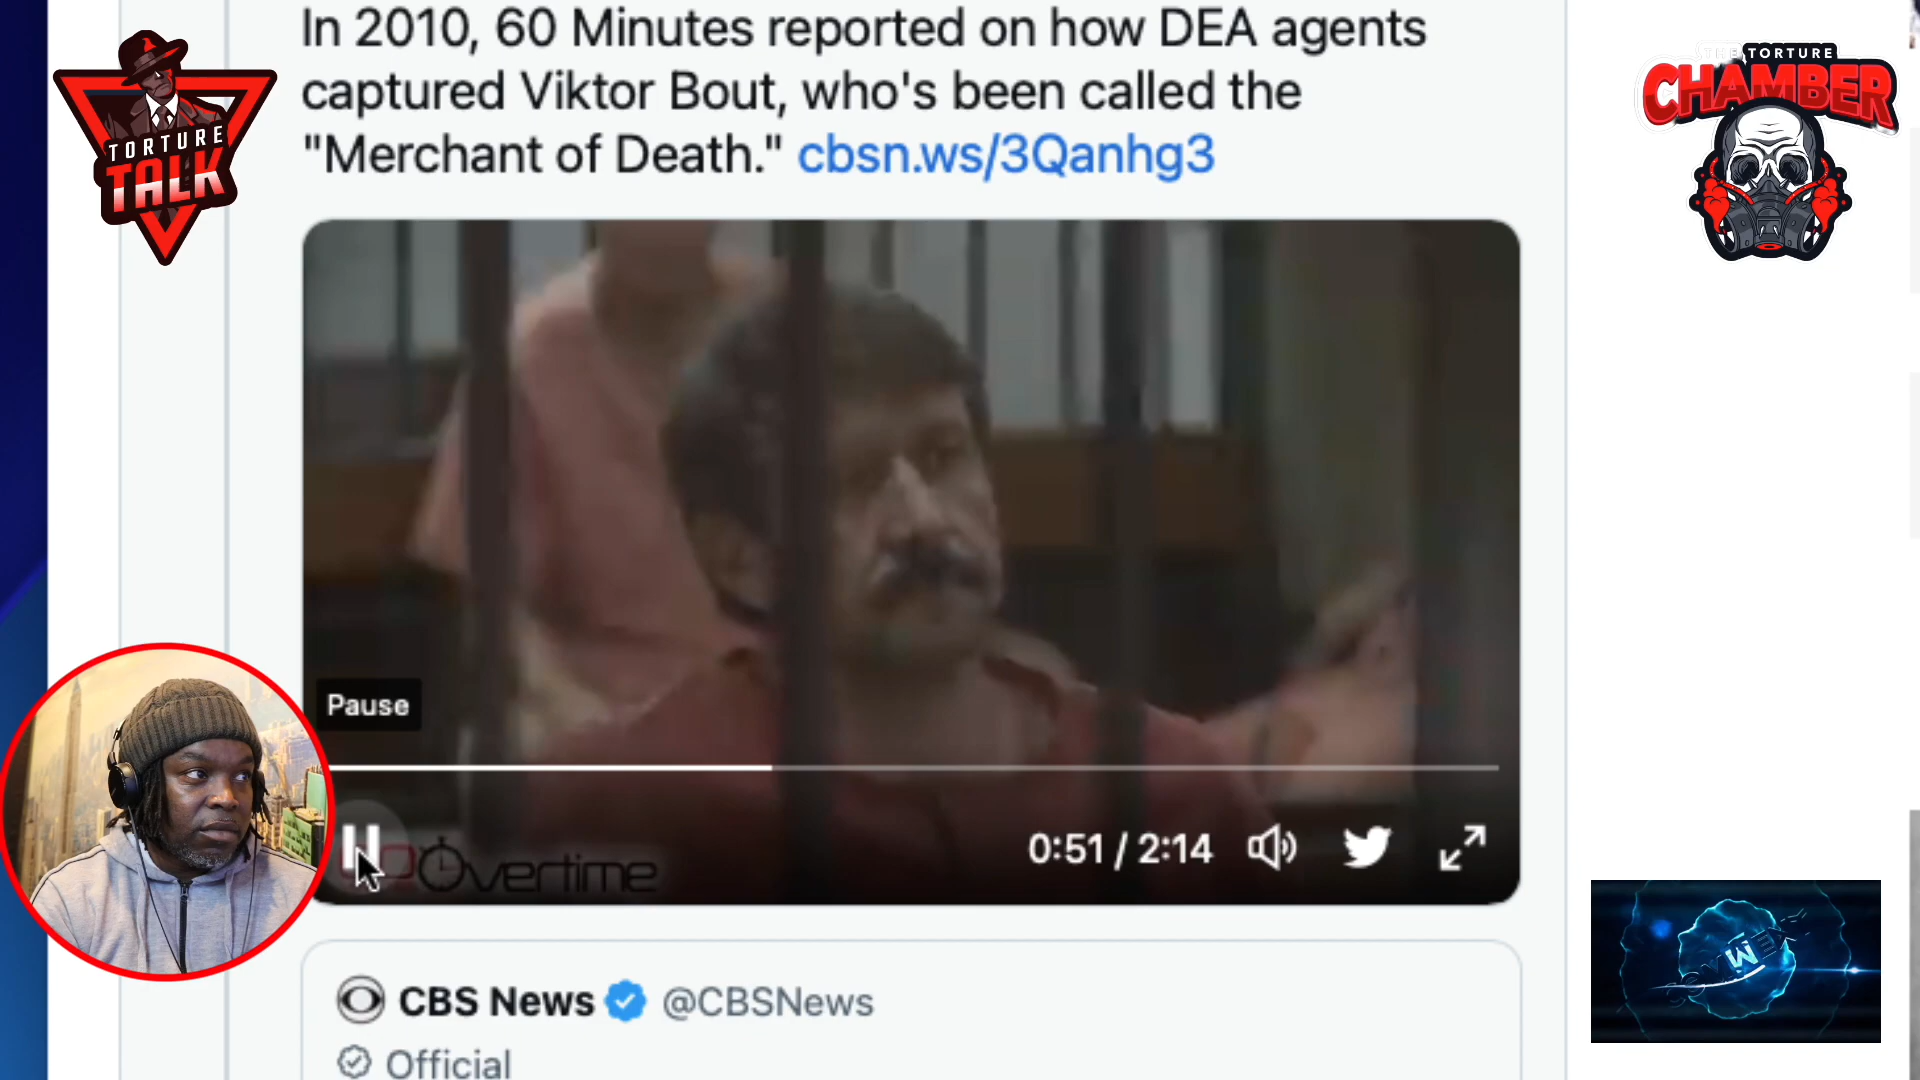 In 2010, 60 Minutes reported on how DEA agents
captured Viktor Bout, who's been called the
"Merchant of Death." cbsn.ws/3Qanhg3
TORTURE
TALK
THE TORTURE
CHAMBER
Pause
0:51 / 2:14
Overtime
CBS News @CBSNews
Official